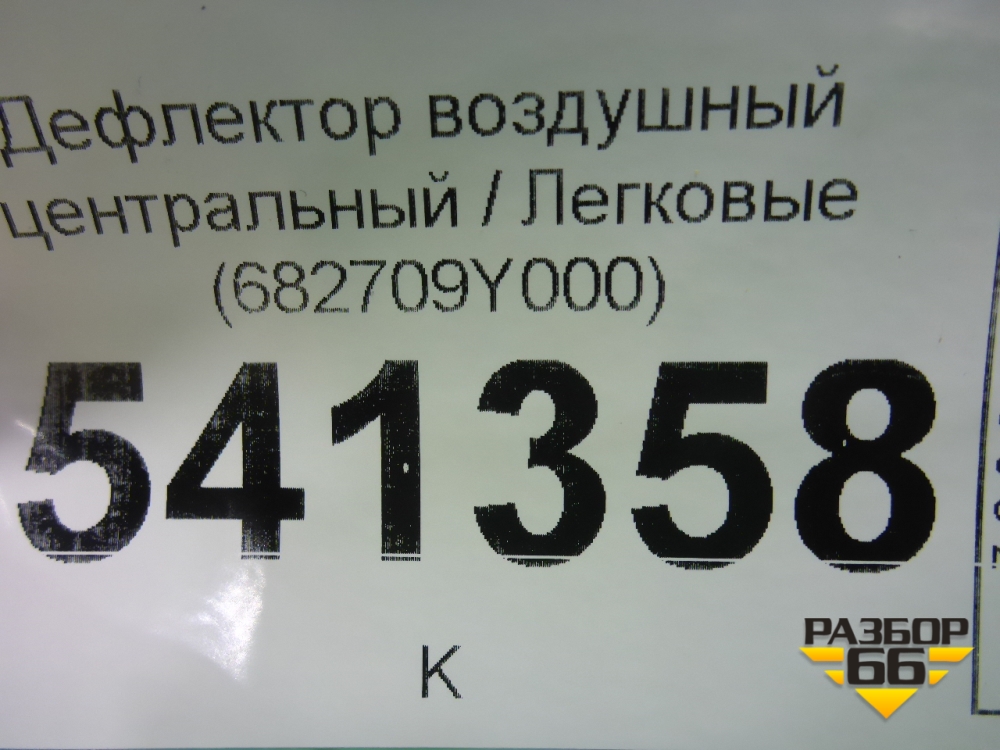 Дефлектор воздушный
центральный / Легковые
(682709Y000)
541358
К
РАЗБОР
66